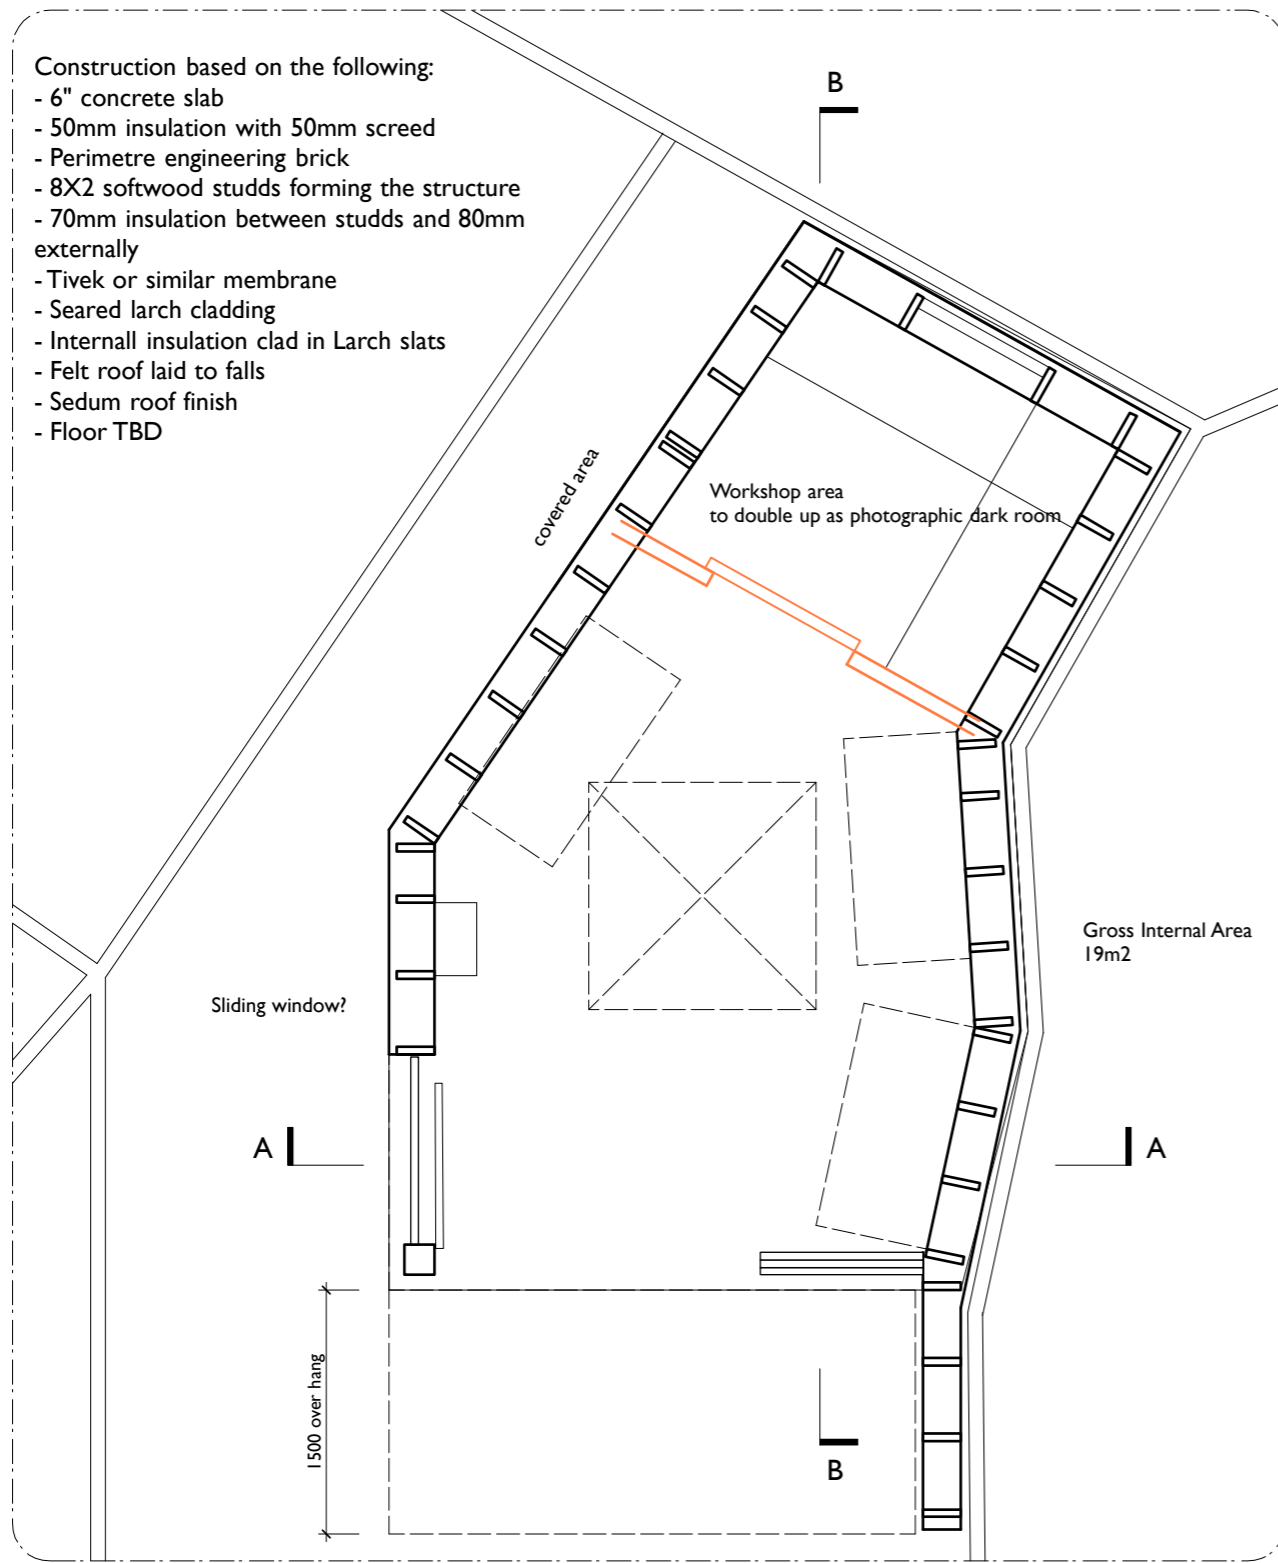 Construction based on the following:
- 6" concrete slab
- 50mm insulation with 50mm screed
- Perimetre engineering brick
- 8X2 softwood studds forming the structure
- 70mm insulation between studds and 80mm
externally
- Tivek or similar membrane
- Seared larch cladding
- Internall insulation clad in Larch slats
- Felt roof laid to falls
- Sedum roof finish
- Floor TBD
B
covered area
Workshop area
to double up as photographic dark room
Gross Internal Area
19m2
Sliding window?
A
A
1500 over hang
B